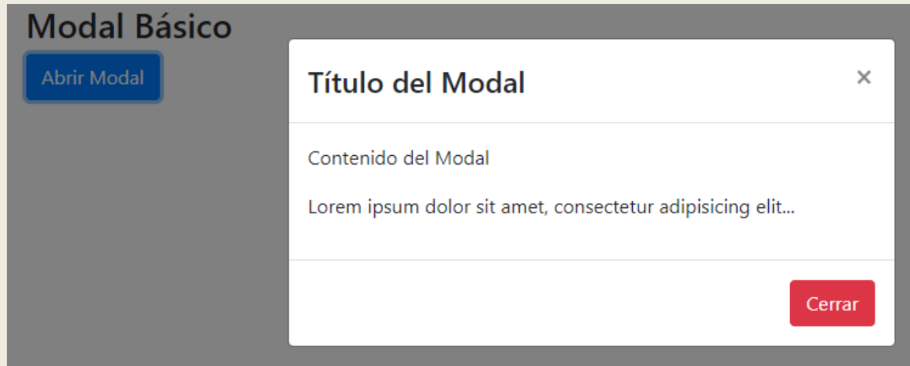 Modal Básico
Abrir Modal
Título del Modal ×
Contenido del Modal
Lorem ipsum dolor sit amet, consectetur adipisicing elit...
Cerrar